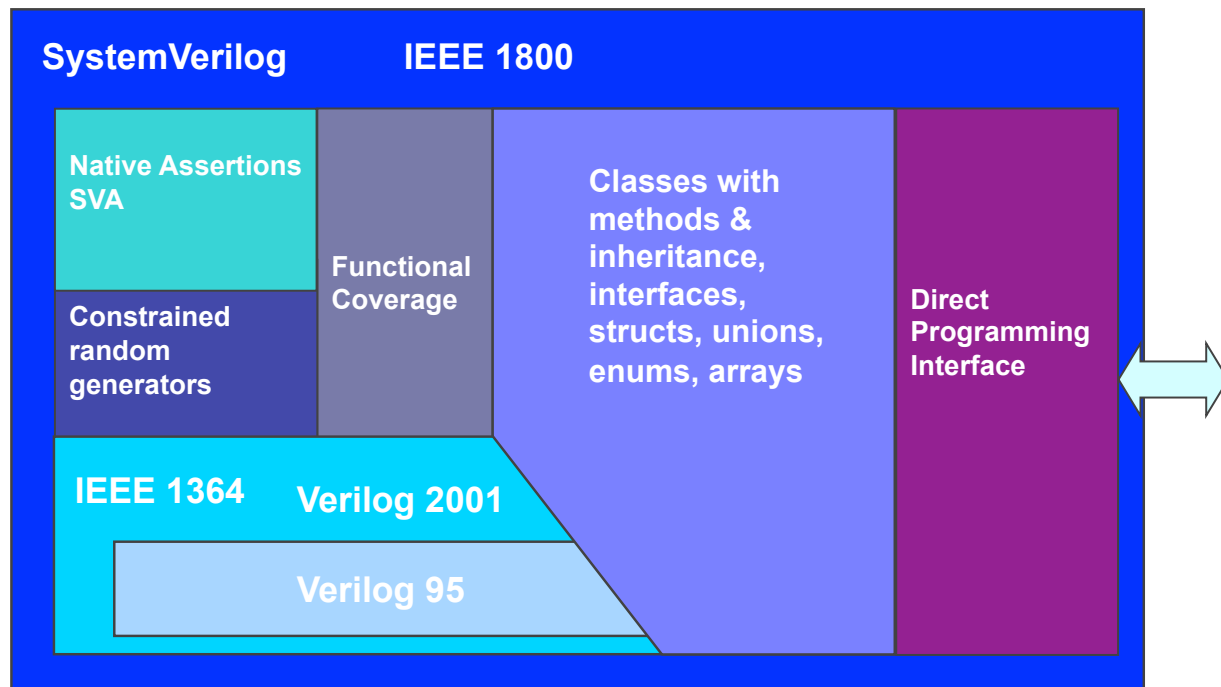 SystemVerilog IEEE 1800
Native Assertions
SVA
Constrained
random
generators
Functional
Coverage
Classes with
methods &
inheritance,
interfaces,
structs, unions,
enums, arrays
Direct
Programming
Interface
IEEE 1364
Verilog 2001
Verilog 95